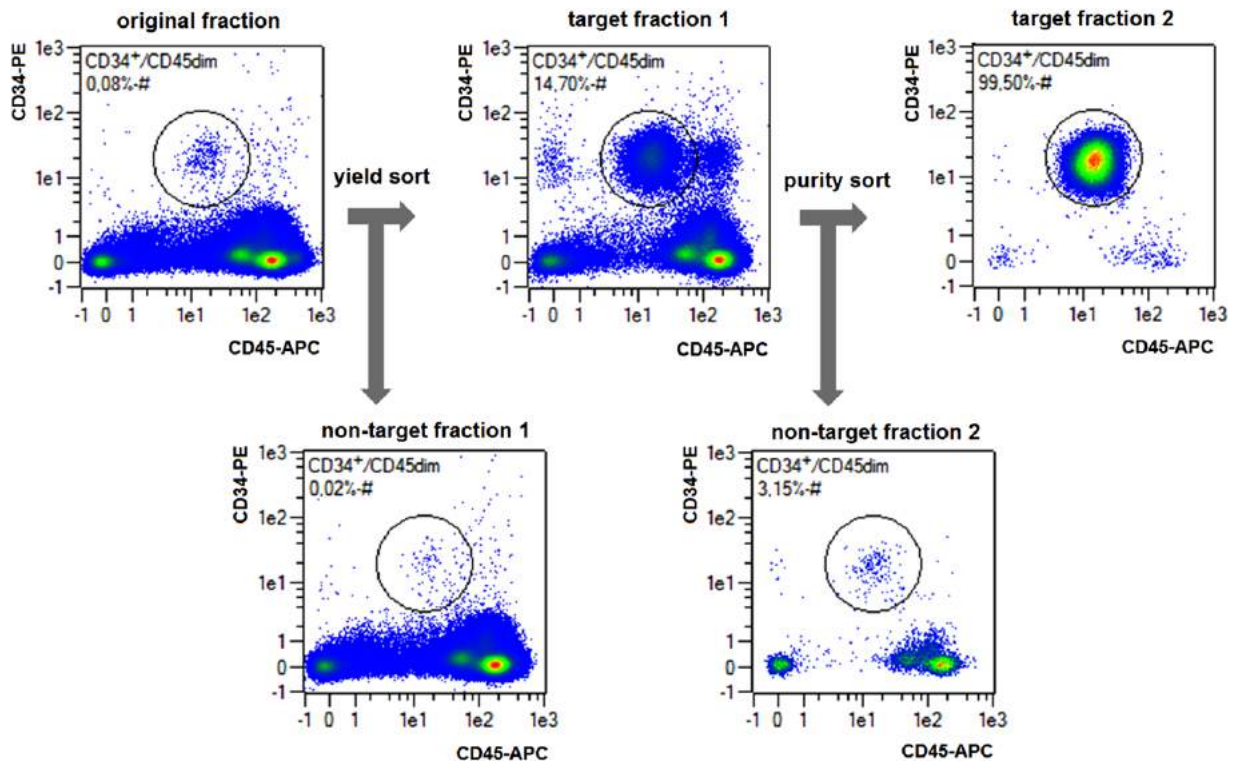 original fraction
CD34-PE
1e3
1e2
1e1
1
0
-1
CD34⁺/CD45dim
0,08%-#
-1 0 1 1e1 1e2 1e3
CD45-APC
yield sort
target fraction 1
CD34-PE
1e3
1e2
1e1
1
0
-1
CD34⁺/CD45dim
14,70%-#
-1 0 1 1e1 1e2 1e3
CD45-APC
purity sort
target fraction 2
CD34-PE
1e3
1e2
1e1
1
0
-1
CD34⁺/CD45dim
99,50%-#
-1 0 1 1e1 1e2 1e3
CD45-APC
non-target fraction 1
CD34-PE
1e3
1e2
1e1
1
0
-1
CD34⁺/CD45dim
0,02%-#
-1 0 1 1e1 1e2 1e3
CD45-APC
non-target fraction 2
CD34-PE
1e3
1e2
1e1
1
0
-1
CD34⁺/CD45dim
3,15%-#
-1 0 1 1e1 1e2 1e3
CD45-APC